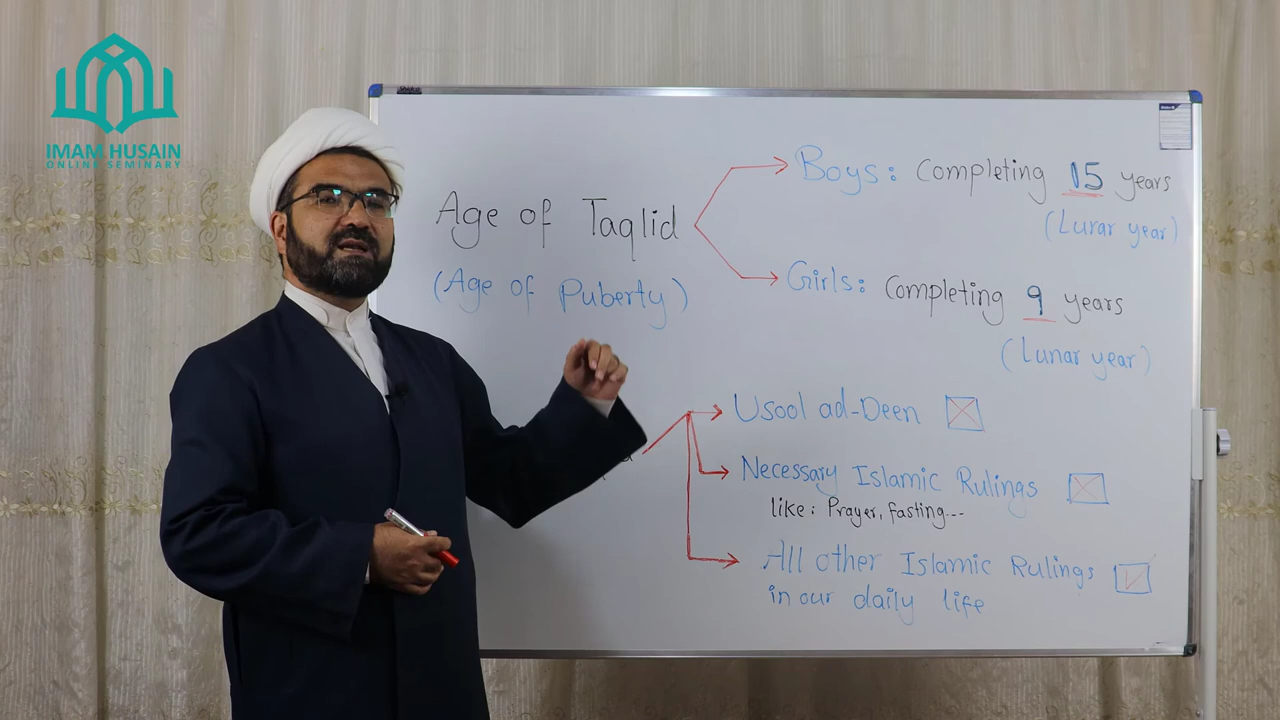 IMAM HUSAIN
ONLINE SEMINARY
Age of Taqlid
(Age of Puberty)
Boys: Completing 15 years
(Lunar year)
Girls: Completing 9 years
(Lunar year)
Usool ad-Deen
Necessary Islamic Rulings
like: Prayer, fasting...
All other Islamic Rulings
in our daily life